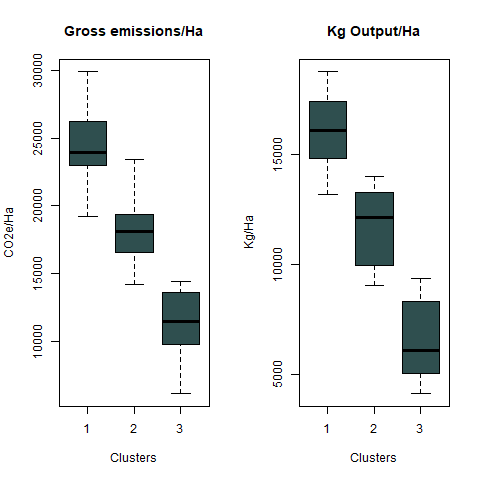 Gross emissions/Ha
CO2e/Ha
30000
25000
20000
15000
10000
1 2 3
Clusters
Kg Output/Ha
Kg/Ha
15000
10000
5000
1 2 3
Clusters